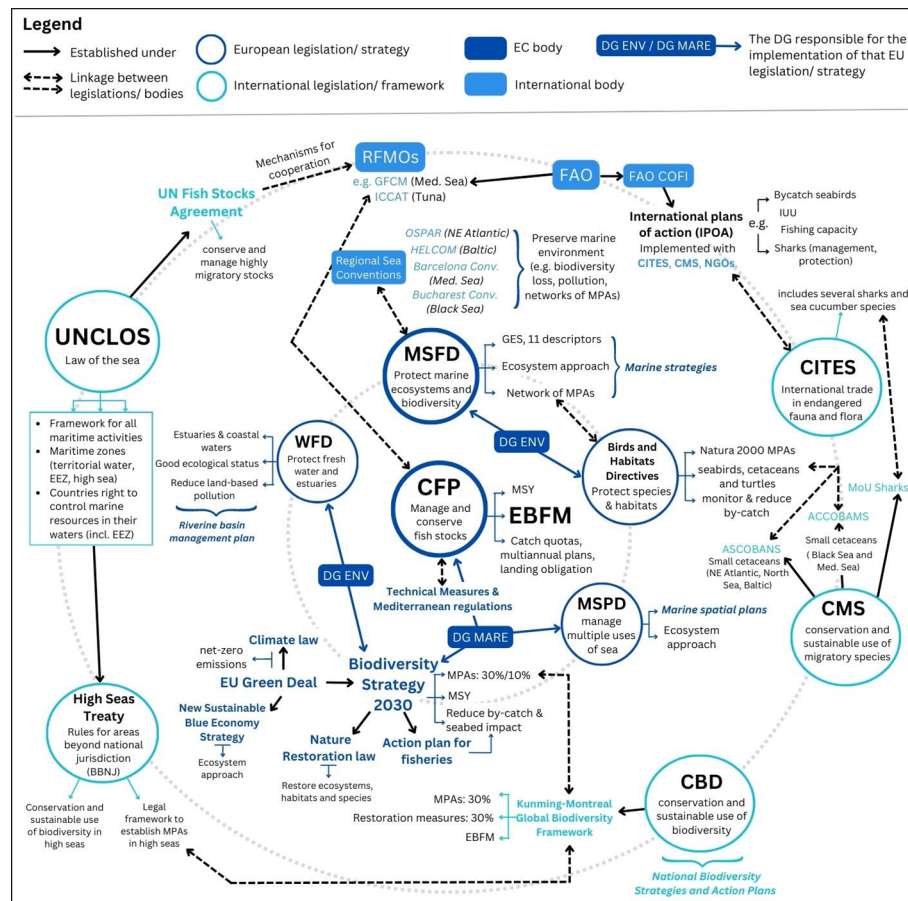 Legend
Established under
Linkage between
legislations/ bodies
European legislation/ strategy
International legislation/ framework
EC body
International body
DG ENV / DG MARE
The DG responsible for the
implementation of that EU
legislation/ strategy
Mechanisms for
cooperation
RFMOs
e.g. GFCM (Med. Sea)
ICCAT (Tuna)
FAO
FAO COFI
UN Fish Stocks
Agreement
conserve and
manage highly
migratory stocks
International plans
of action (IPOA)
Implemented with
CITES, CMS, NGOs,
e.g.
Bycatch seabirds
IUU
Fishing capacity
Sharks (management,
protection)
Regional Sea
Conventions
OSPAR (NE Atlantic)
HELCOM (Baltic)
Barcelona Conv.
(Med. Sea)
Bucharest Conv.
(Black Sea)
Preserve marine
environment
(e.g. biodiversity
loss, pollution,
networks of MPAs)
includes several sharks and
sea cucumber species
UNCLOS
Law of the sea
Framework for all
maritime activities
Maritime zones
(territorial water,
EEZ, high sea)
Countries right to
control marine
resources in their
waters (incl. EEZ)
MSFD
Protect marine
ecosystems and
biodiversity
GES, 11 descriptors
Ecosystem approach
Network of MPAs
Marine strategies
CITES
International trade
in endangered
fauna and flora
DG ENV
WFD
Protect fresh
water and
estuaries
Estuaries & coastal
waters
Good ecological status
Reduce land-based
pollution
Riverine basin
management plan
Birds and
Habitats
Directives
Protect species
& habitats
Natura 2000 MPAs
seabirds, cetaceans
and turtles
monitor & reduce
by-catch
MoU Sharks
CFP
Manage and
conserve
fish stocks
MSY
EBFM
Catch quotas,
multiannual plans,
landing obligation
ACCOBAMS
Small cetaceans
( Black Sea and
Med. Sea)
ASCOBANS
Small cetaceans
(NE Atlantic, North
Sea, Baltic)
DG ENV
Technical Measures &
Mediterranean regulations
DG MARE
MSPD
manage
multiple uses
of sea
Marine spatial plans
Ecosystem
approach
CMS
conservation and
sustainable use of
migratory species
Climate law
net-zero
emissions
EU Green Deal
Biodiversity
Strategy
2030
MPAs: 30%/10%
MSY
Reduce by-catch &
seabed impact
New Sustainable
Blue Economy
Strategy
Ecosystem
approach
Nature
Restoration law
Restore ecosystems,
habitats and species
Action plan for
fisheries
High Seas
Treaty
Rules for areas
beyond national
jurisdiction
(BBNJ)
Conservation and
sustainable use
of biodiversity in
high seas
Legal
framework to
establish MPAs
in high seas
MPAs: 30%
Restoration measures: 30%
EBFM
Kunming-Montreal
Global Biodiversity
Framework
CBD
conservation and
sustainable use of
biodiversity
National Biodiversity
Strategies and Action Plans